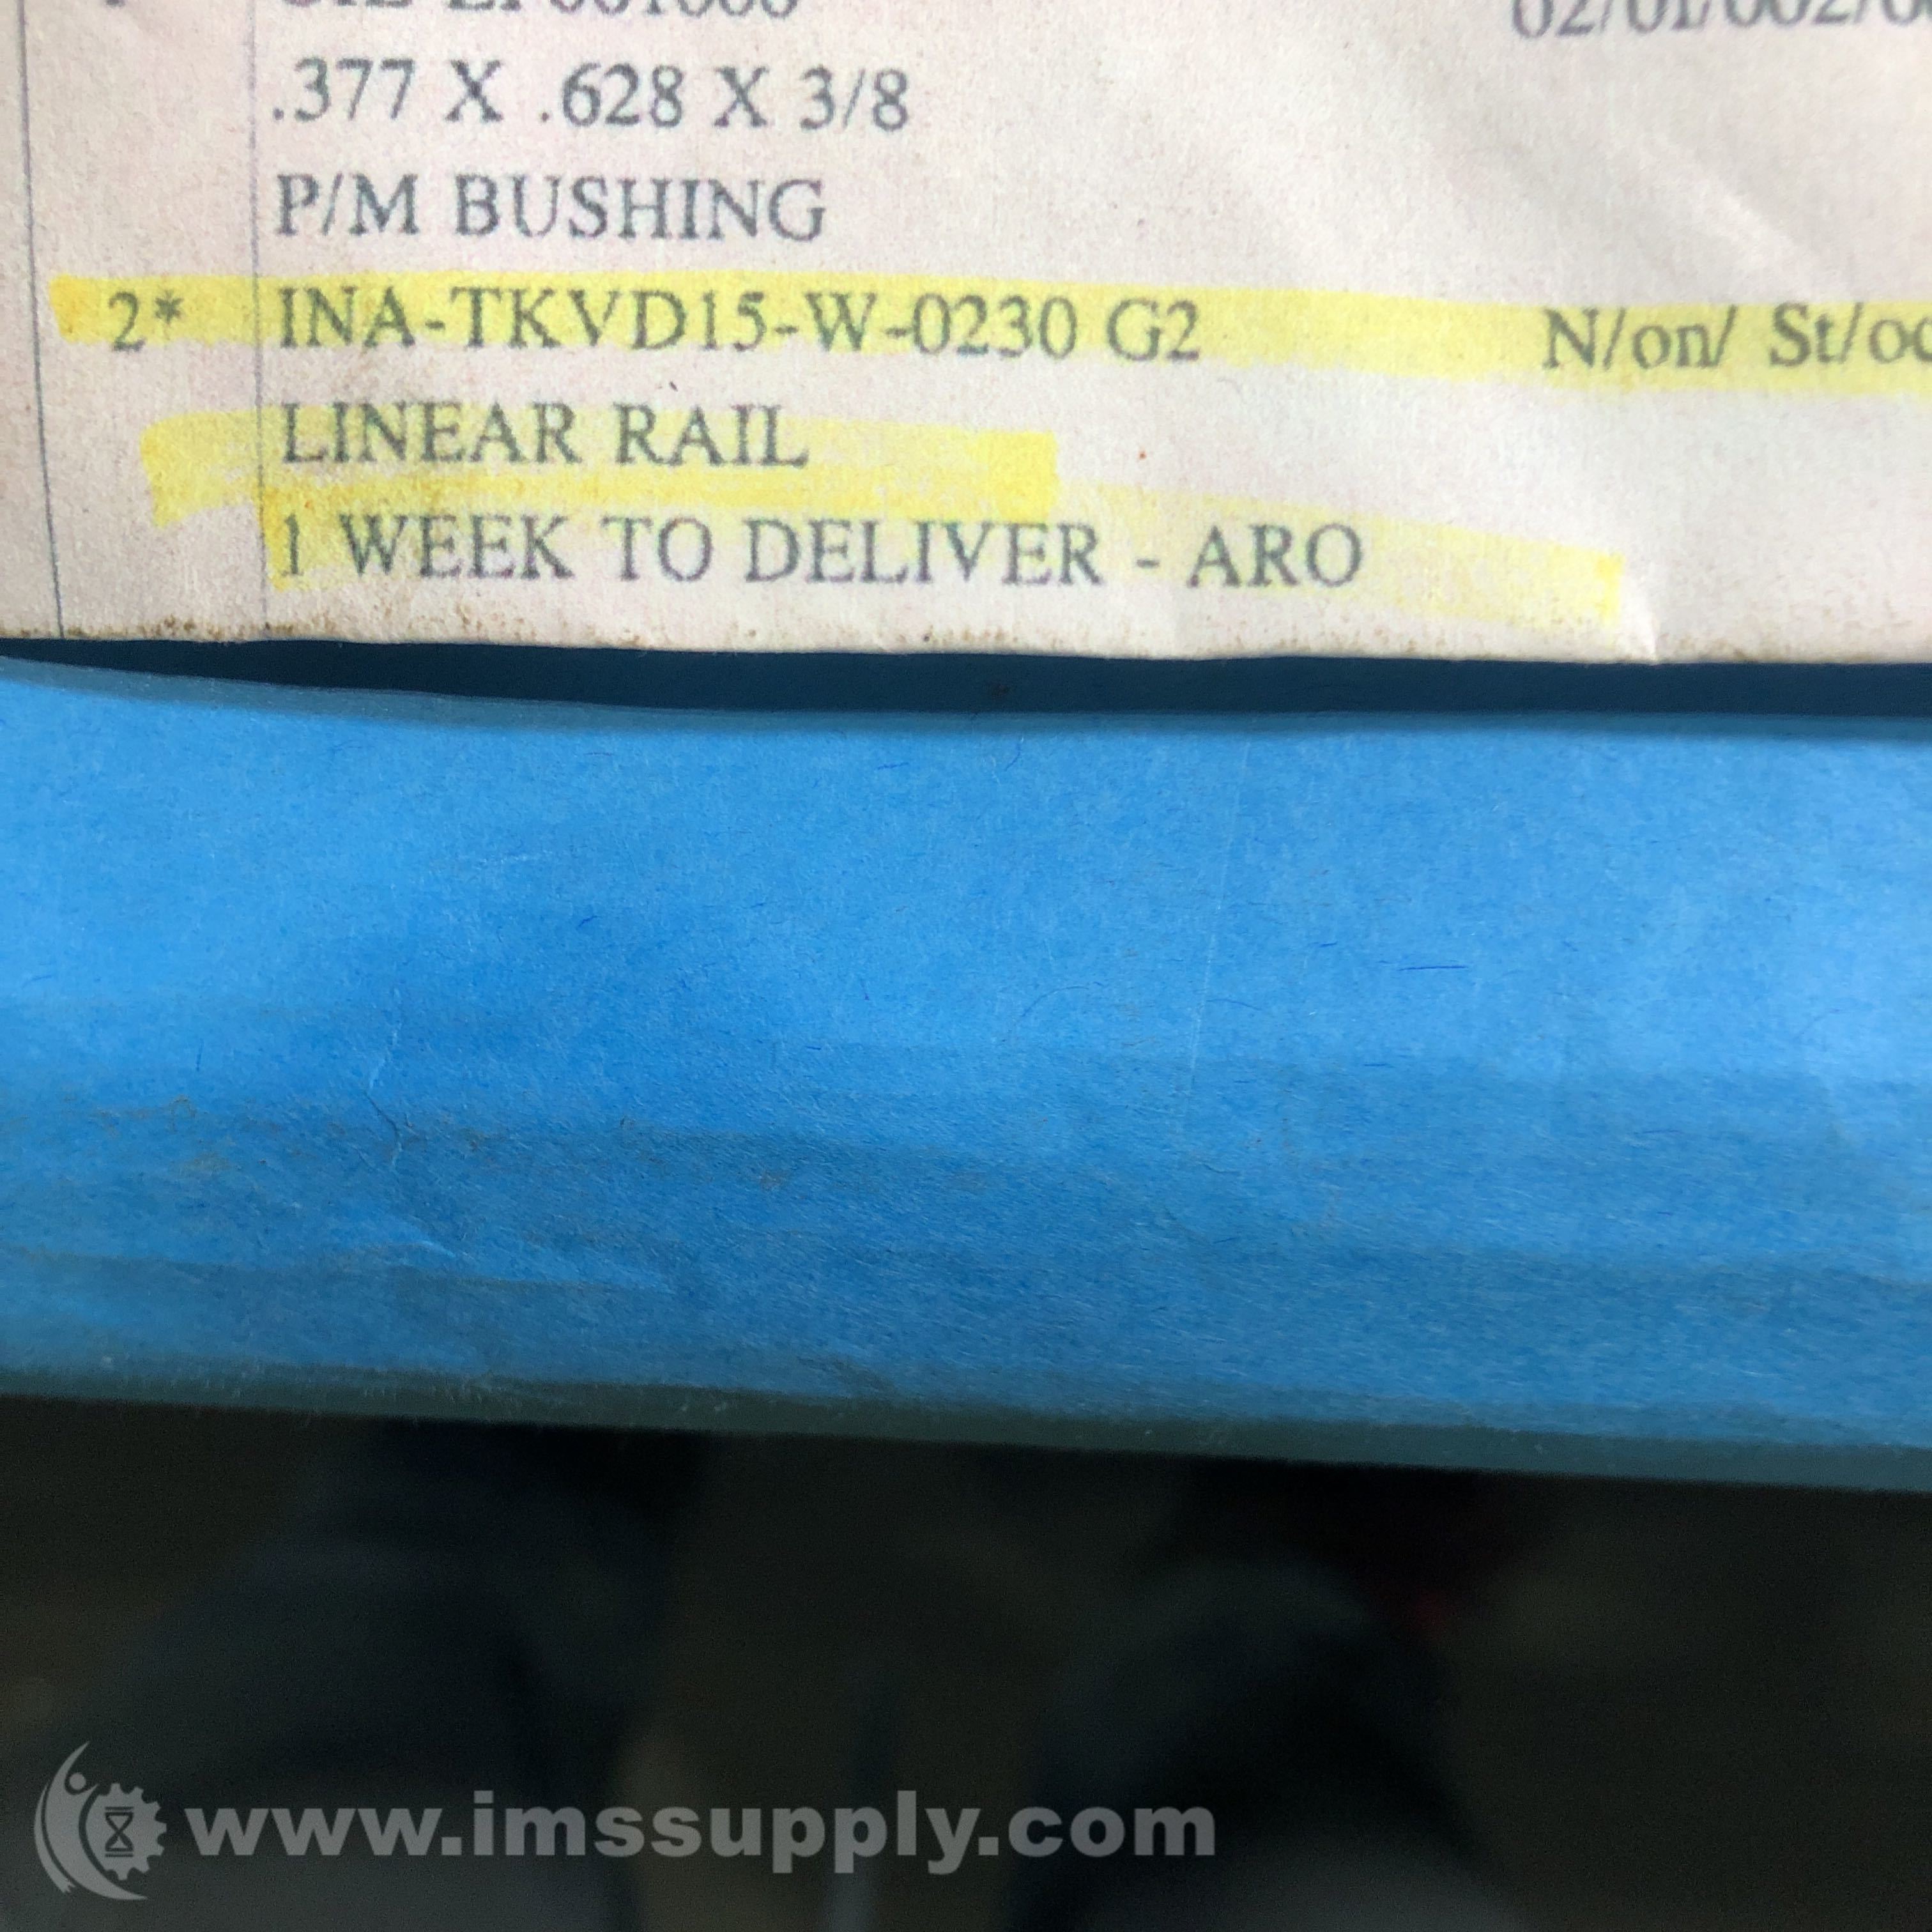 .377 X .628 X 3/8
P/M BUSHING
2* INA-TKVD15-W-0230 G2 N/on/ St/oc
LINEAR RAIL
1 WEEK TO DELIVER - ARO
www.imssupply.com